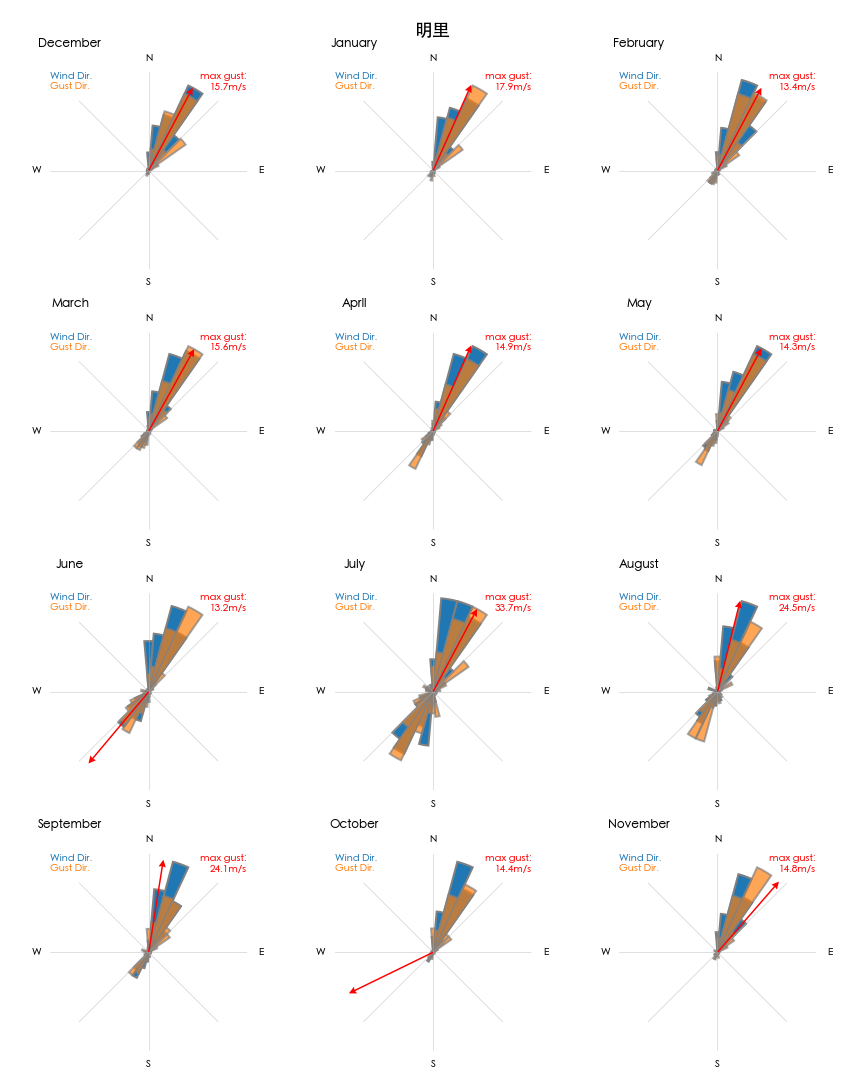 明里
December
N
Wind Dir.
Gust Dir.
max gust:
15.7m/s
W
E
S
January
N
Wind Dir.
Gust Dir.
max gust:
17.9m/s
W
E
S
February
N
Wind Dir.
Gust Dir.
max gust:
13.4m/s
W
E
S
March
N
Wind Dir.
Gust Dir.
max gust:
15.6m/s
W
E
S
April
N
Wind Dir.
Gust Dir.
max gust:
14.9m/s
W
E
S
May
N
Wind Dir.
Gust Dir.
max gust:
14.3m/s
W
E
S
June
N
Wind Dir.
Gust Dir.
max gust:
13.2m/s
W
E
S
July
N
Wind Dir.
Gust Dir.
max gust:
33.7m/s
W
E
S
August
N
Wind Dir.
Gust Dir.
max gust:
24.5m/s
W
E
S
September
N
Wind Dir.
Gust Dir.
max gust:
24.1m/s
W
E
S
October
N
Wind Dir.
Gust Dir.
max gust:
14.4m/s
W
E
S
November
N
Wind Dir.
Gust Dir.
max gust:
14.8m/s
W
E
S